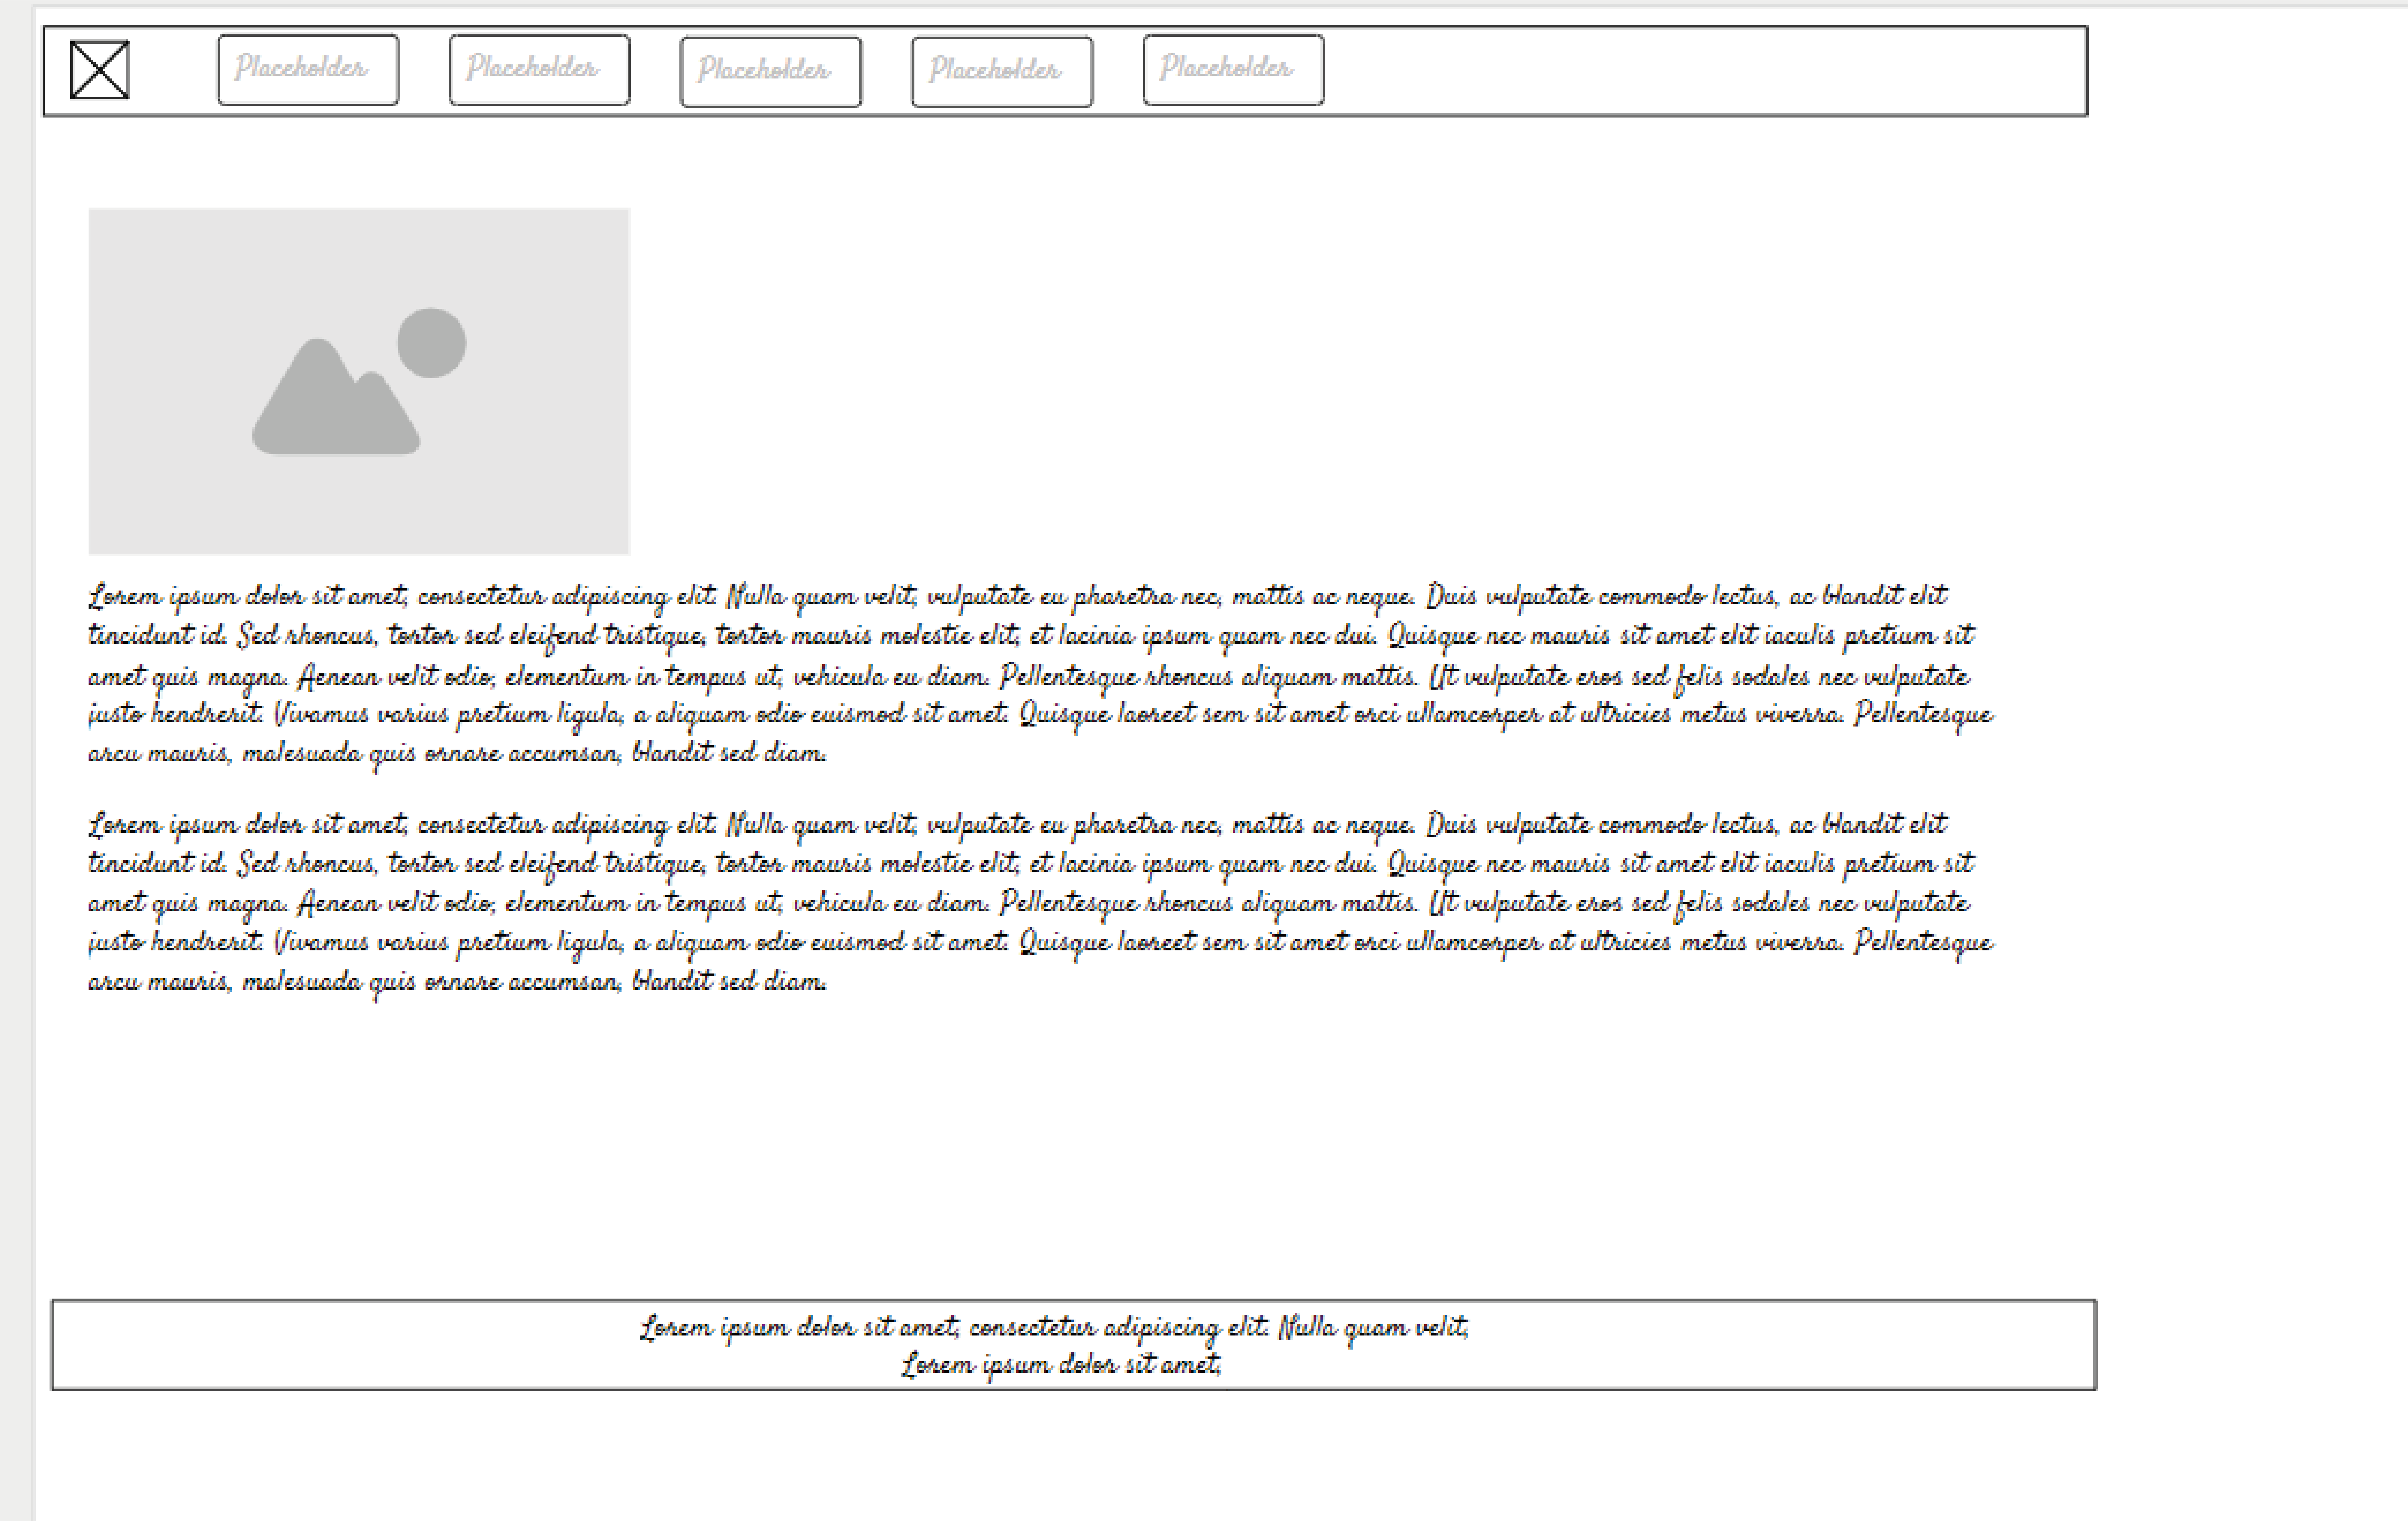 Placeholder Placeholder Placeholder Placeholder Placeholder
Lorem ipsum dolor sit amet, consectetur adipiscing elit. Nulla quam velit, vulputate eu pharetra nec, mattis ac neque. Duis vulputate commodo lectus, ac blandit elit
tincidunt id. Sed rhoncus, tortor sed eleifend tristique, tortor mauris molestie elit, et lacinia ipsum quam nec dui. Quisque nec mauris sit amet elit iaculis pretium sit
amet quis magna. Aenean velit odio, elementum in tempus ut, vehicula eu diam. Pellentesque rhoncus aliquam mattis. Ut vulputate eros sed felis sodales nec vulputate
justo hendrerit. Vivamus varius pretium ligula, a aliquam odio euismod sit amet. Quisque laoreet sem sit amet orci ullamcorper at ultricies metus viverra. Pellentesque
arcu mauris, malesuada quis ornare accumsan, blandit sed diam.
Lorem ipsum dolor sit amet, consectetur adipiscing elit. Nulla quam velit, vulputate eu pharetra nec, mattis ac neque. Duis vulputate commodo lectus, ac blandit elit
tincidunt id. Sed rhoncus, tortor sed eleifend tristique, tortor mauris molestie elit, et lacinia ipsum quam nec dui. Quisque nec mauris sit amet elit iaculis pretium sit
amet quis magna. Aenean velit odio, elementum in tempus ut, vehicula eu diam. Pellentesque rhoncus aliquam mattis. Ut vulputate eros sed felis sodales nec vulputate
justo hendrerit. Vivamus varius pretium ligula, a aliquam odio euismod sit amet. Quisque laoreet sem sit amet orci ullamcorper at ultricies metus viverra. Pellentesque
arcu mauris, malesuada quis ornare accumsan, blandit sed diam.
Lorem ipsum dolor sit amet, consectetur adipiscing elit. Nulla quam velit,
Lorem ipsum dolor sit amet,